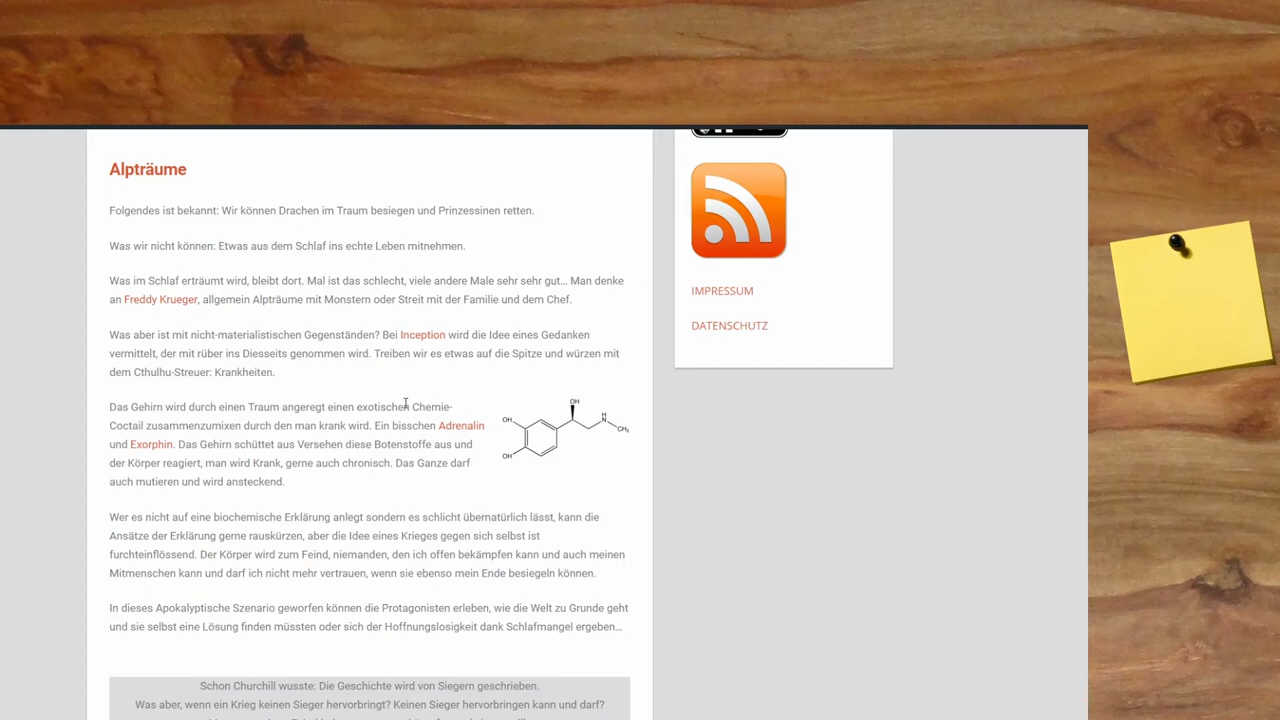 Alpträume
Folgendes ist bekannt: Wir können Drachen im Traum besiegen und Prinzessinen retten.
Was wir nicht können: Etwas aus dem Schlaf ins echte Leben mitnehmen.
Was im Schlaf erträumt wird, bleibt dort. Mal ist das schlecht, viele andere Male sehr sehr gut... Man denke
an Freddy Krueger, allgemein Alpträume mit Monstern oder Streit mit der Familie und dem Chef.
Was aber ist mit nicht-materialistischen Gegenständen? Bei Inception wird die Idee eines Gedanken
vermittelt, der mit rüber ins Diesseits genommen wird. Treiben wir es etwas auf die Spitze und würzen mit
dem Cthulhu-Streuer: Krankheiten.
Das Gehirn wird durch einen Traum angeregt einen exotischen Chemie-
Coctail zusammenzumixen durch den man krank wird. Ein bisschen Adrenalin
und Exorphin. Das Gehirn schüttet aus Versehen diese Botenstoffe aus und
der Körper reagiert, man wird Krank, gerne auch chronisch. Das Ganze darf
auch mutieren und wird ansteckend.
OH
OH
OH
H
N
CH₃
Wer es nicht auf eine biochemische Erklärung anlegt sondern es schlicht übernatürlich lässt, kann die
Ansätze der Erklärung gerne rauskürzen, aber die Idee eines Krieges gegen sich selbst ist
furchteinflössend. Der Körper wird zum Feind, niemanden, den ich offen bekämpfen kann und auch meinen
Mitmenschen kann und darf ich nicht mehr vertrauen, wenn sie ebenso mein Ende besiegeln können.
In dieses Apokalyptische Szenario geworfen können die Protagonisten erleben, wie die Welt zu Grunde geht
und sie selbst eine Lösung finden müssten oder sich der Hoffnungslosigkeit dank Schlafmangel ergeben...
Schon Churchill wusste: Die Geschichte wird von Siegern geschrieben.
Was aber, wenn ein Krieg keinen Sieger hervorbringt? Keinen Sieger hervorbringen kann und darf?
IMPRESSUM
DATENSCHUTZ